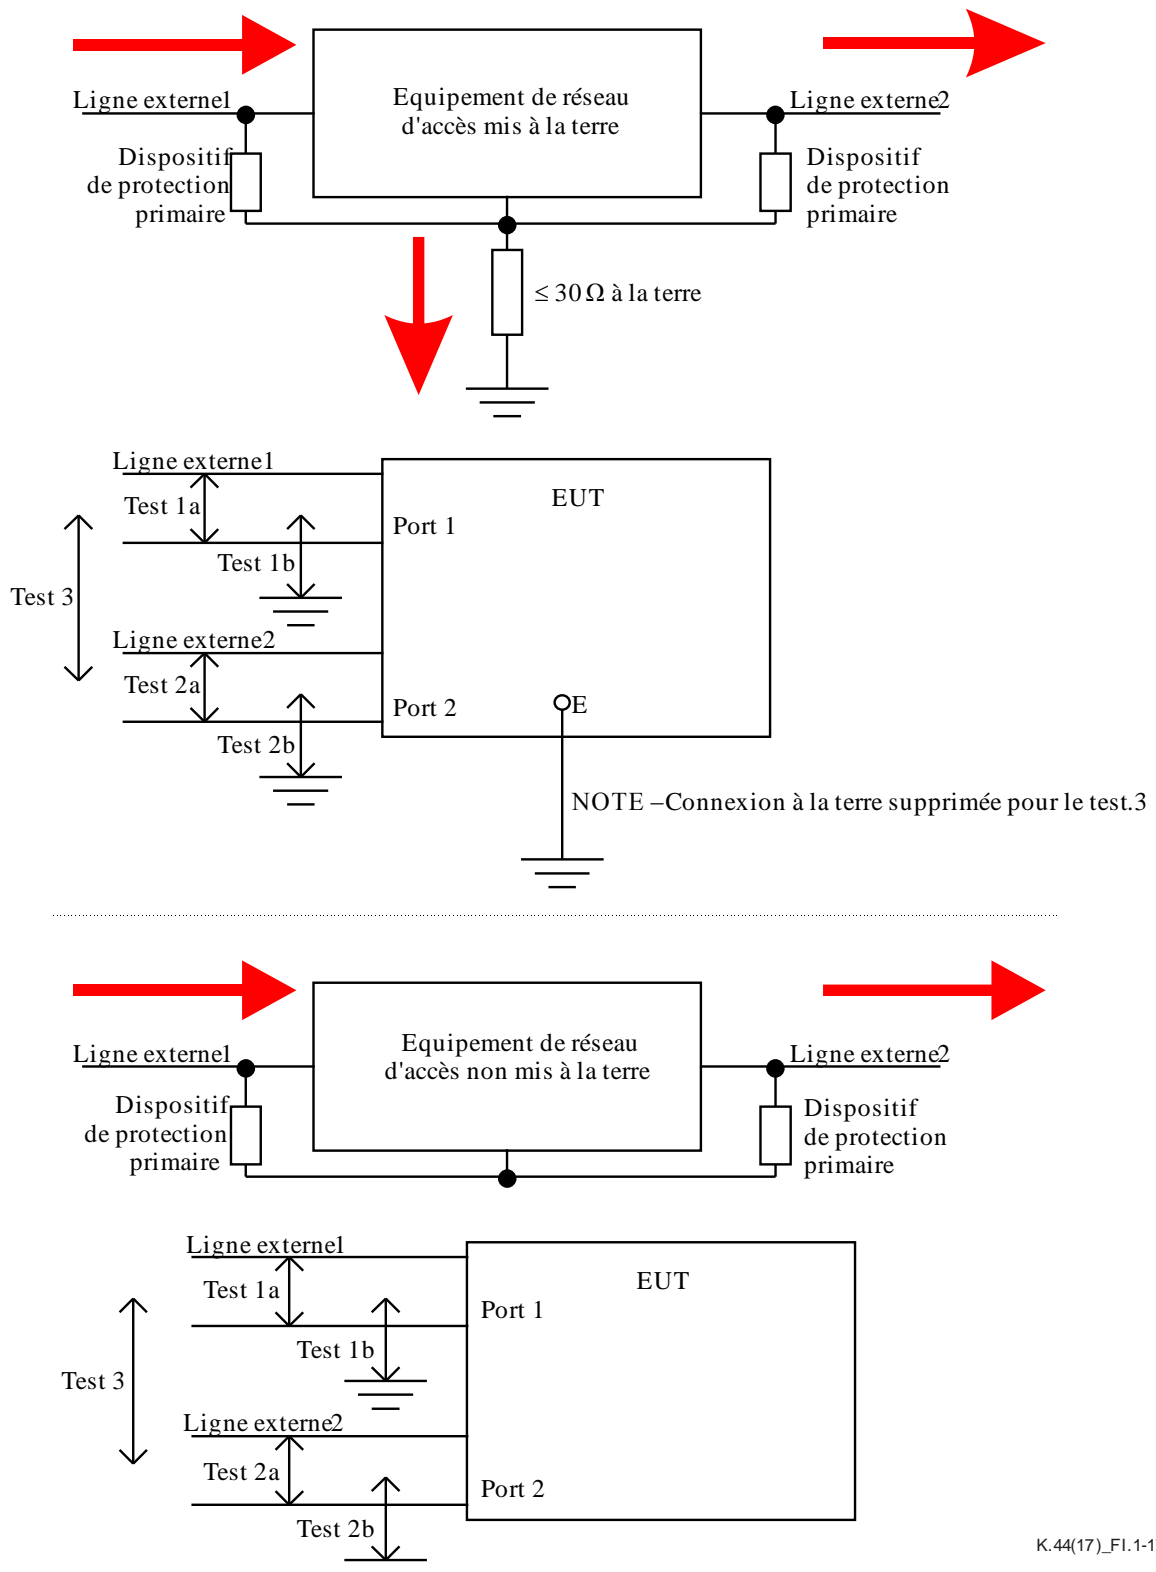 Ligne externe1
Equipement de réseau
d'accès mis à la terre
Ligne externe2
Dispositif
de protection
primaire
Dispositif
de protection
primaire
≤ 30 Ω à la terre
Ligne externe1
EUT
Test 1a
Port 1
Test 1b
Test 3
Ligne externe2
Test 2a
Port 2
E
Test 2b
NOTE –Connexion à la terre supprimée pour le test.3
Ligne externe1
Equipement de réseau
d'accès non mis à la terre
Ligne externe2
Dispositif
de protection
primaire
Dispositif
de protection
primaire
Ligne externe1
EUT
Test 1a
Port 1
Test 1b
Test 3
Ligne externe2
Test 2a
Port 2
Test 2b
K.44(17)_FI.1-1